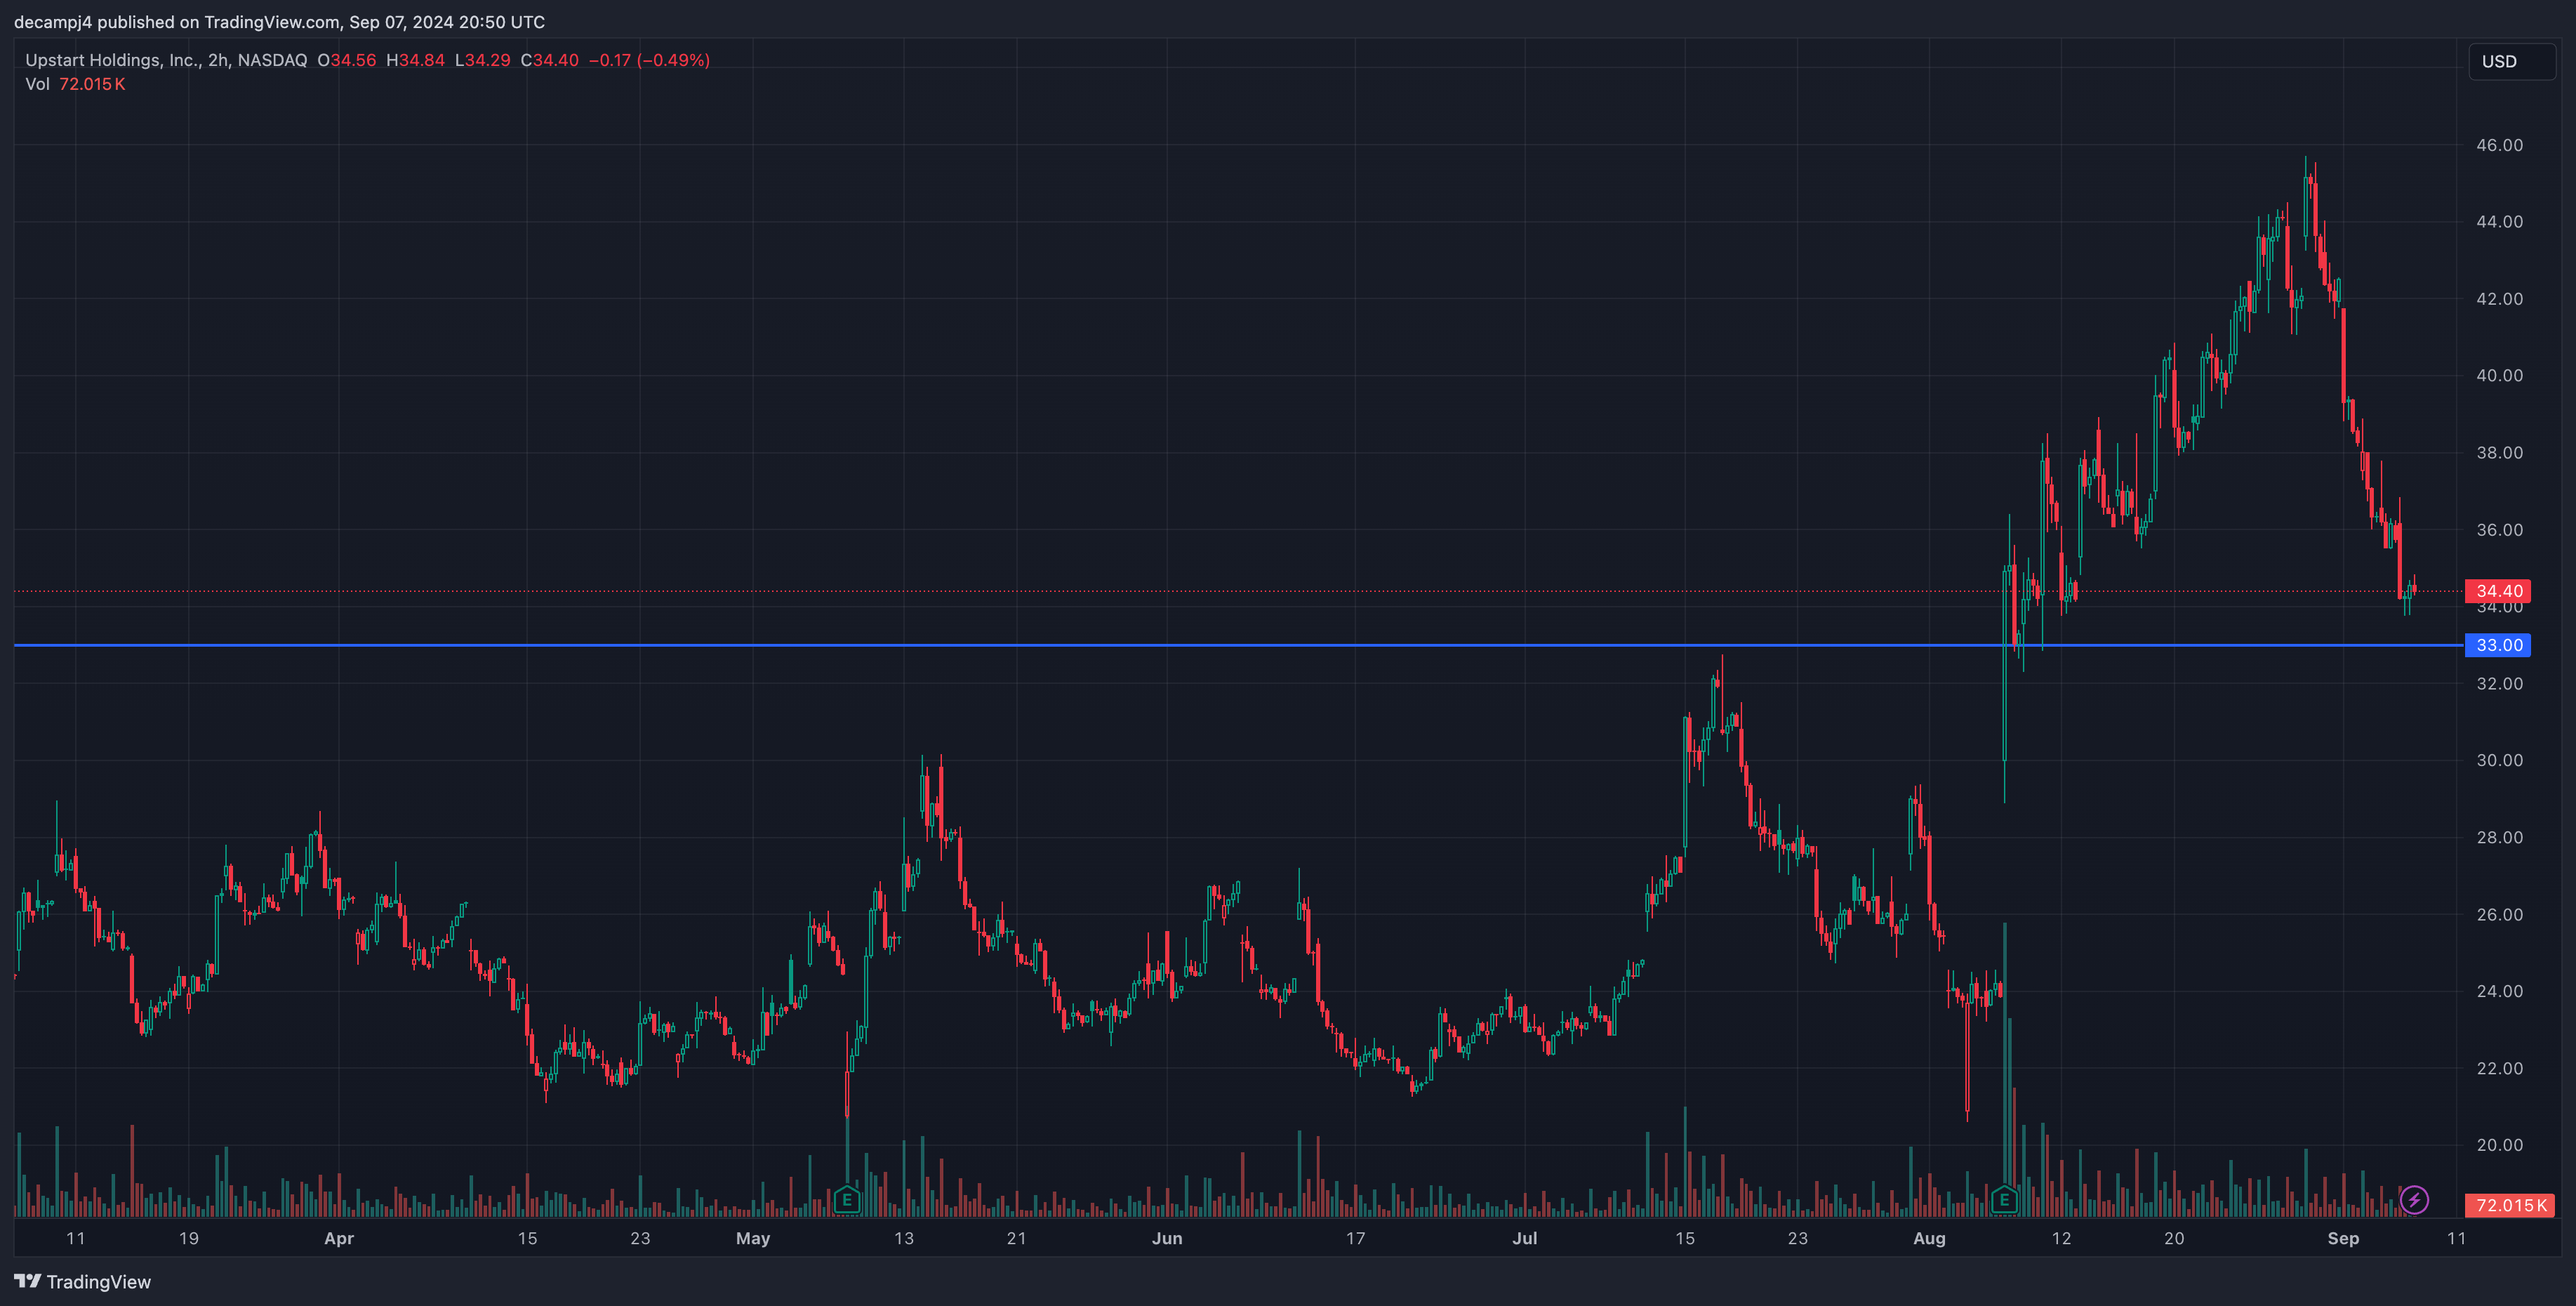 decampj4 published on TradingView.com, Sep 07, 2024 20:50 UTC
Upstart Holdings, Inc., 2h, NASDAQ O34.56 H34.84 L34.29 C34.40 −0.17 (−0.49%)
Vol 72.015K
USD
46.00
44.00
42.00
40.00
38.00
36.00
34.40
34.00
33.00
32.00
30.00
28.00
26.00
24.00
22.00
20.00
E
E
72.015K
11 19 Apr 15 23 May 13 21 Jun 17 Jul 15 23 Aug 12 20 Sep 11
TradingView